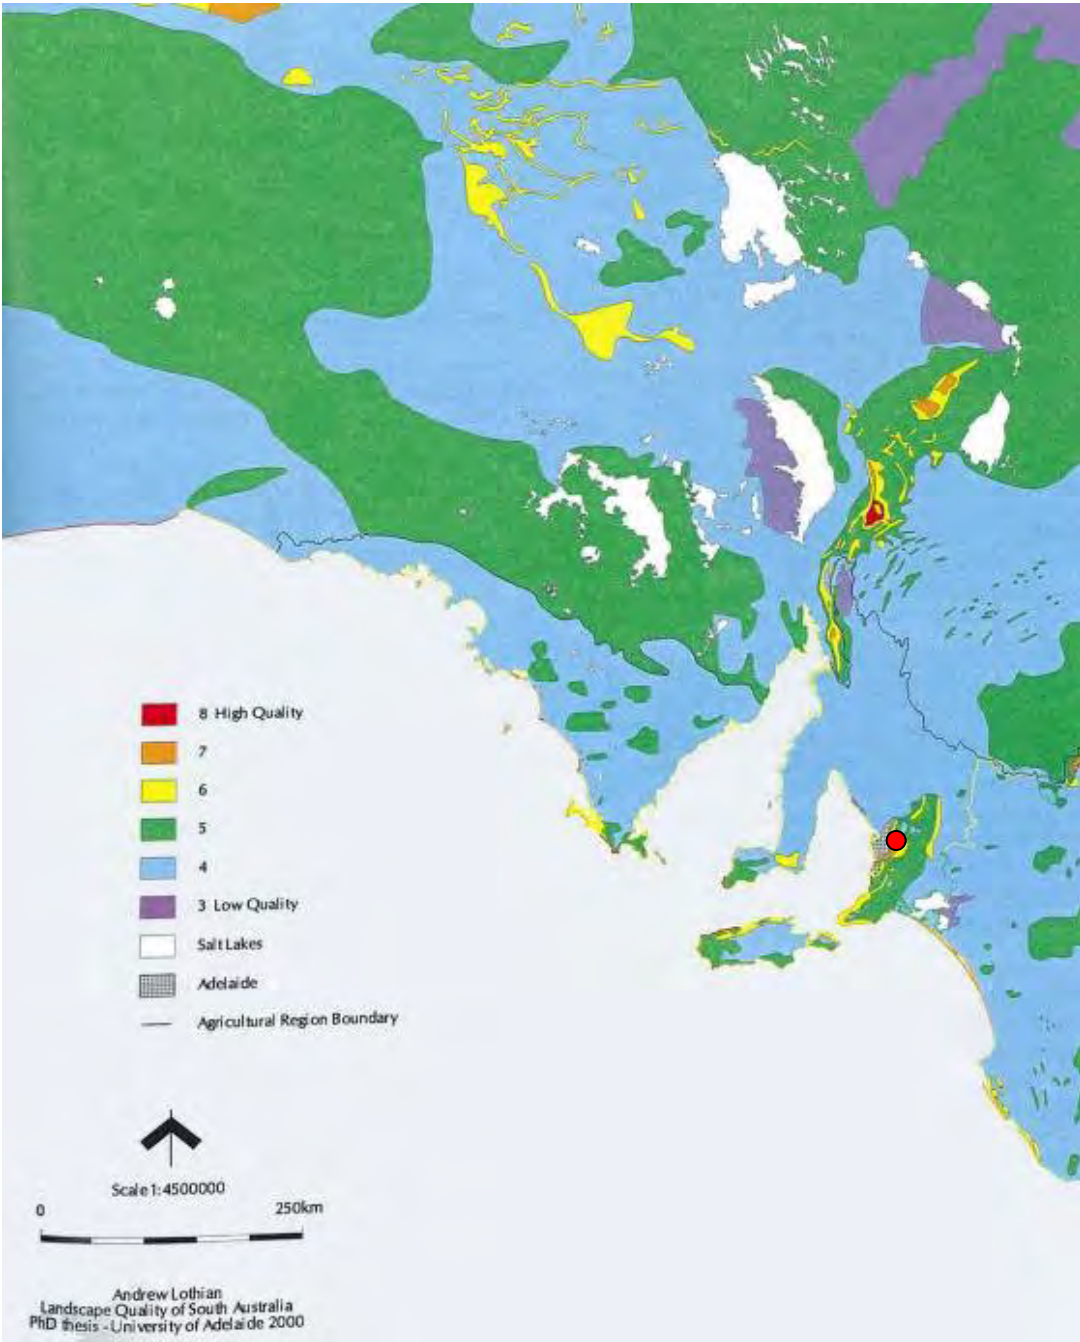 8 High Quality
7
6
5
4
3 Low Quality
Salt Lakes
Adelaide
Agricultural Region Boundary
Scale 1:4500000
0 250km
Andrew Lothian
Landscape Quality of South Australia
PhD thesis - University of Adelaide 2000